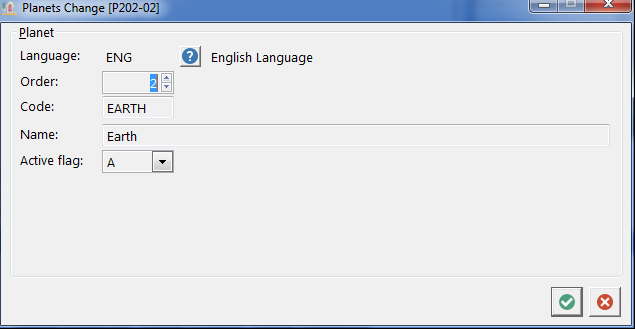 Planets Change [P202-02]
Planet
Language: ENG ? English Language
Order: 2
Code: EARTH
Name: Earth
Active flag: A